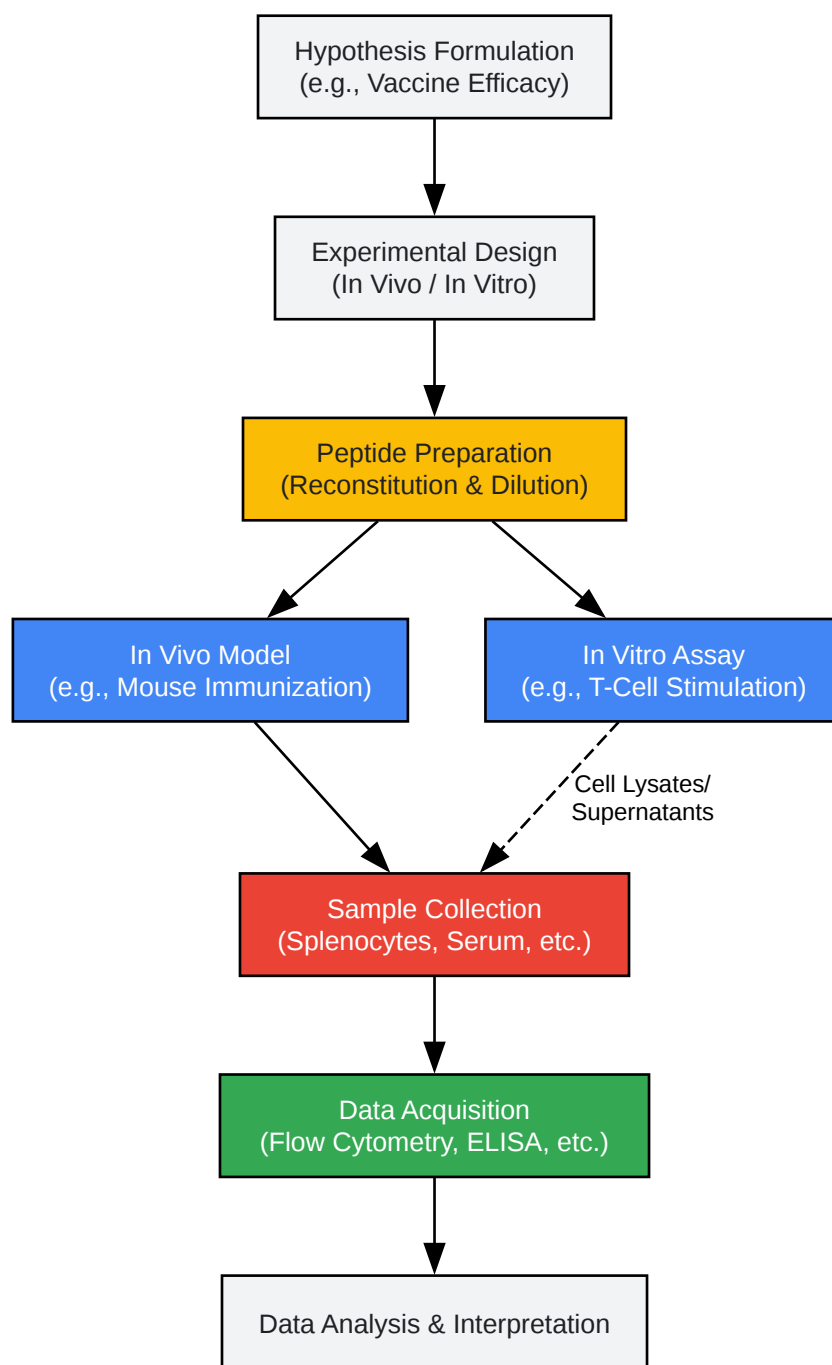 Hypothesis Formulation
(e.g., Vaccine Efficacy)
Experimental Design
(In Vivo / In Vitro)
Peptide Preparation
(Reconstitution & Dilution)
In Vivo Model
(e.g., Mouse Immunization)
In Vitro Assay
(e.g., T-Cell Stimulation)
Cell Lysates/
Supernatants
Sample Collection
(Splenocytes, Serum, etc.)
Data Acquisition
(Flow Cytometry, ELISA, etc.)
Data Analysis & Interpretation